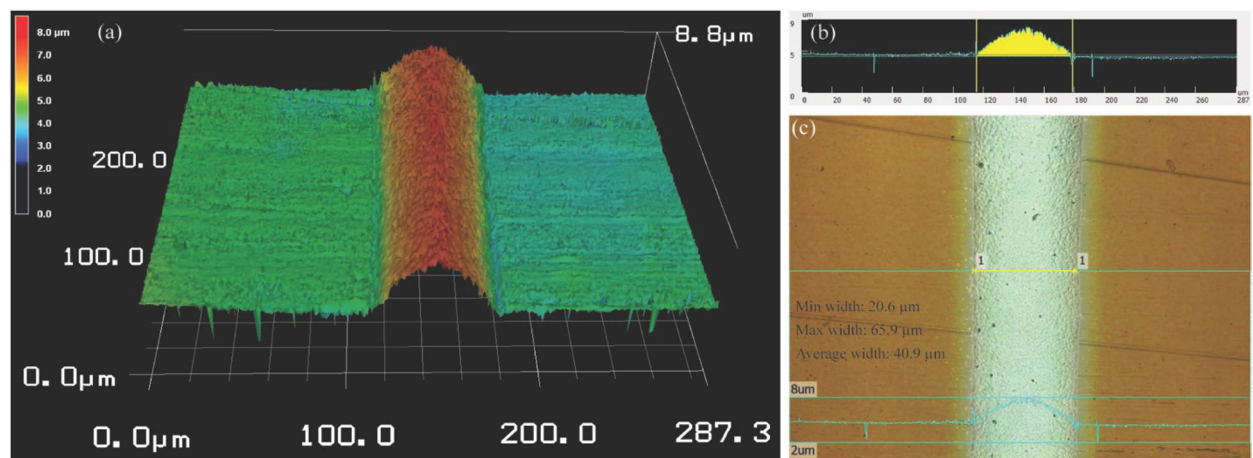 (a)
8.0 μm
7.0
6.0
5.0
4.0
3.0
2.0
1.0
0.0
8.8μm
200.0
100.0
0.0μm
0.0μm
100.0
200.0
287.3
(b)
um
9
5
0
0 20 40 60 80 100 120 140 160 180 200 220 240 260 287
um
(c)
1 1
Min width: 20.6 μm
Max width: 65.9 μm
Average width: 40.9 μm
8um
2um